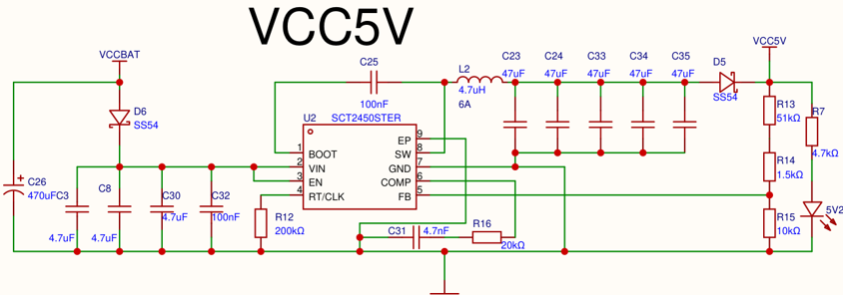 VCC5V
VCCBAT
D6
SS54
C26
470uF
C3
4.7uF
C8
4.7uF
C30
4.7uF
C32
100nF
C25
100nF
U2
SCT2450STER
1
2
3
4
BOOT
VIN
EN
RT/CLK
EP
SW
GND
COMP
FB
9
8
7
6
5
R12
200kΩ
C31
4.7nF
R16
20kΩ
L2
4.7uH
6A
C23
47uF
C24
47uF
C33
47uF
C34
47uF
C35
47uF
D5
SS54
VCC5V
R13
51kΩ
R14
1.5kΩ
R15
10kΩ
R7
4.7kΩ
5V2